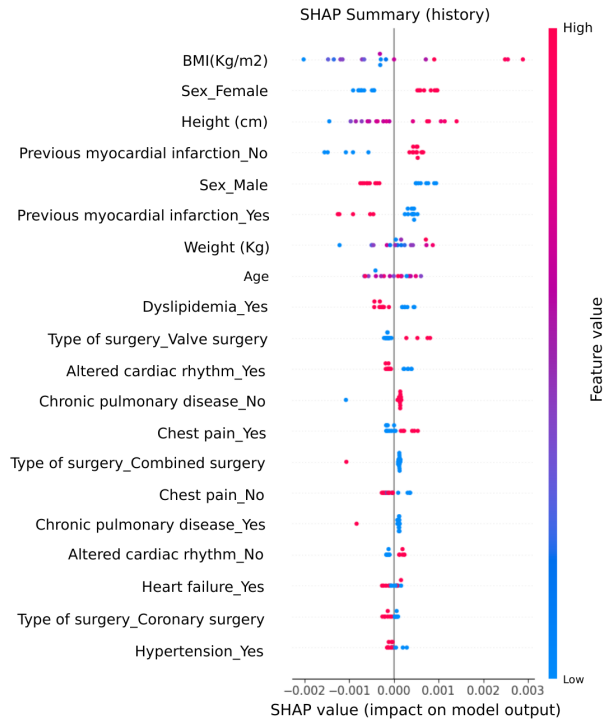 SHAP Summary (history)
High
BMI(Kg/m2)
Sex_Female
Height (cm)
Previous myocardial infarction_No
Sex_Male
Previous myocardial infarction_Yes
Weight (Kg)
Age
Dyslipidemia_Yes
Type of surgery_Valve surgery
Altered cardiac rhythm_Yes
Chronic pulmonary disease_No
Chest pain_Yes
Type of surgery_Combined surgery
Chest pain_No
Chronic pulmonary disease_Yes
Altered cardiac rhythm_No
Heart failure_Yes
Type of surgery_Coronary surgery
Hypertension_Yes
Feature value
Low
−0.002 −0.001 0.000 0.001 0.002 0.003
SHAP value (impact on model output)